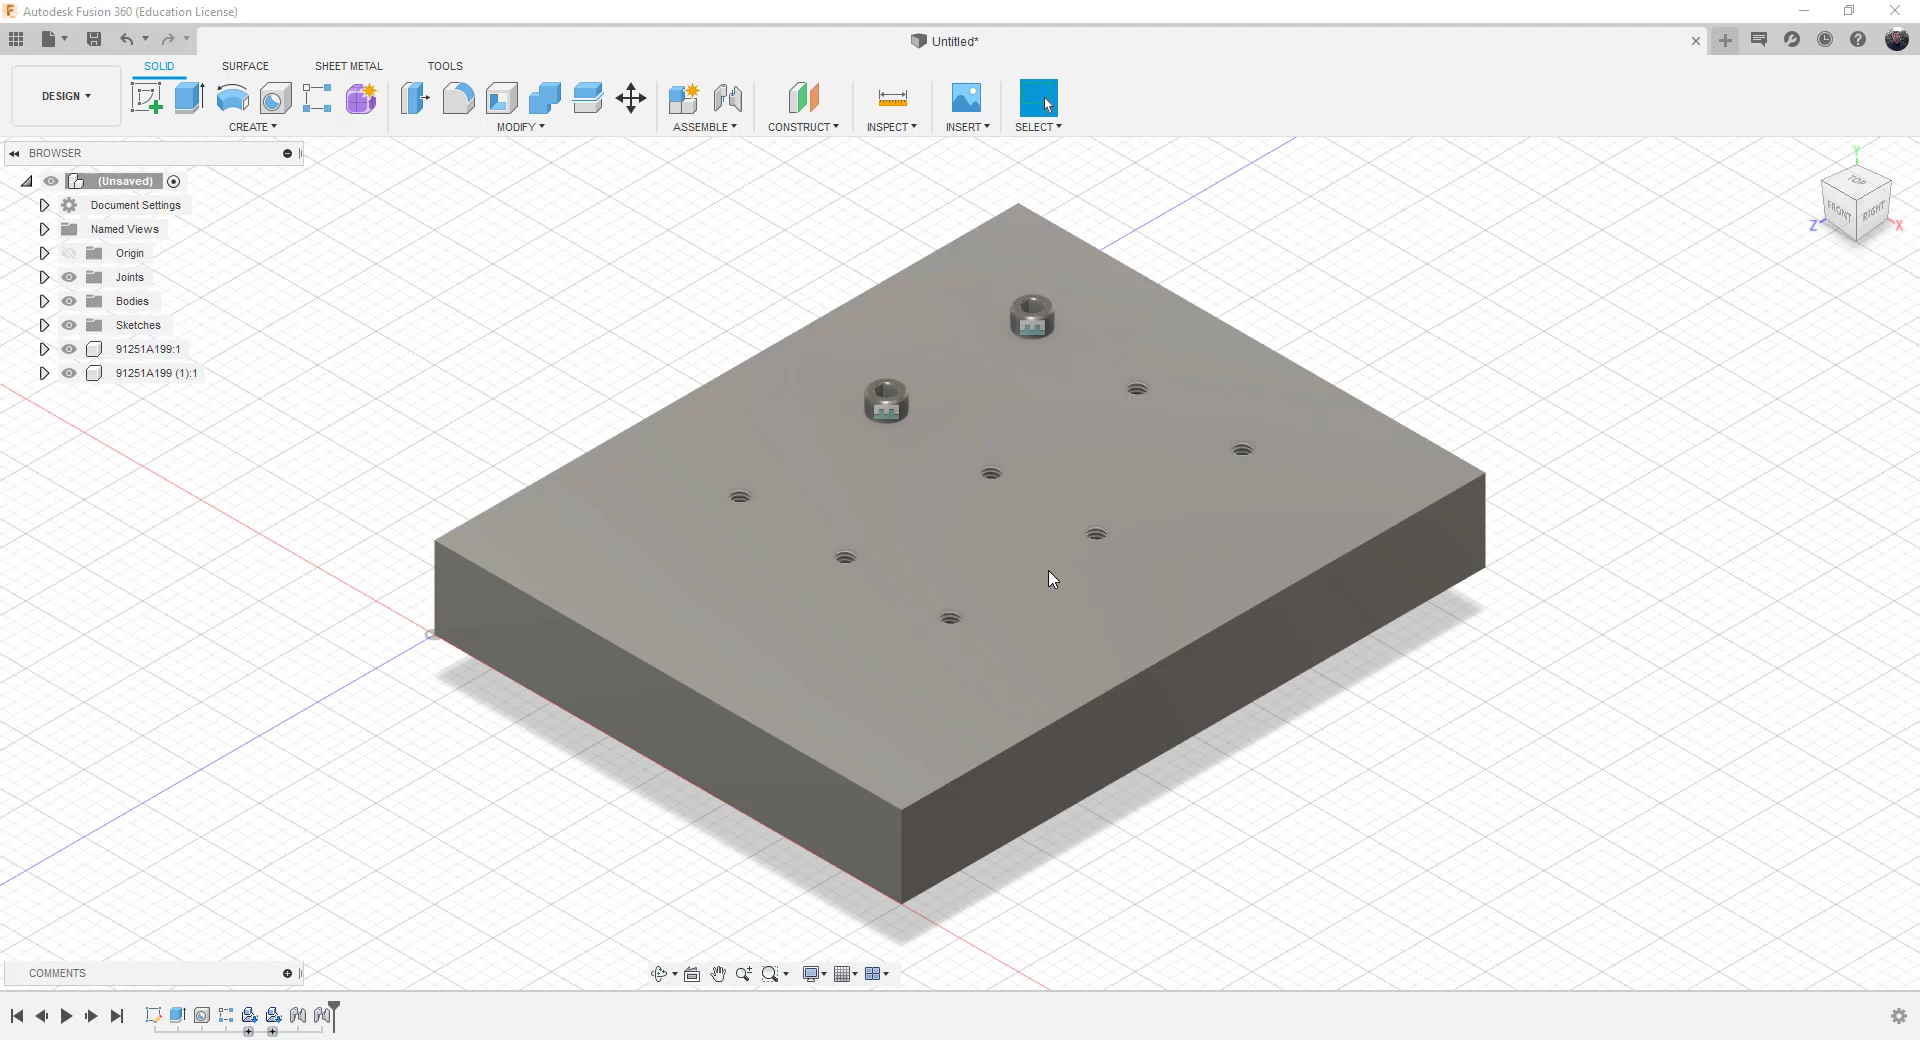 Autodesk Fusion 360 (Education License)
Untitled*
SOLID SURFACE SHEET METAL TOOLS
DESIGN
CREATE MODIFY ASSEMBLE CONSTRUCT INSPECT INSERT SELECT
BROWSER
(Unsaved)
Document Settings
Named Views
Origin
Joints
Bodies
Sketches
91251A199:1
91251A199 (1):1
Y
TOP
FRONT RIGHT
Z X
COMMENTS